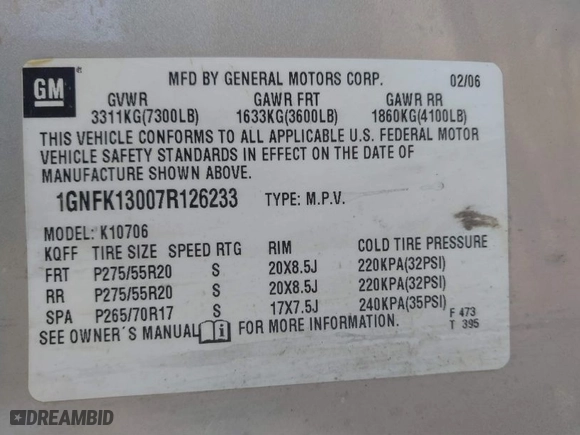 GM
MFD BY GENERAL MOTORS CORP. 02/06
GVWR GAWR FRT GAWR RR
3311KG(7300LB) 1633KG(3600LB) 1860KG(4100LB)
THIS VEHICLE CONFORMS TO ALL APPLICABLE U.S. FEDERAL MOTOR
VEHICLE SAFETY STANDARDS IN EFFECT ON THE DATE OF
MANUFACTURE SHOWN ABOVE.
1GNFK13007R126233 TYPE: M.P.V.
MODEL: K10706
KQFF TIRE SIZE SPEED RTG RIM COLD TIRE PRESSURE
FRT P275/55R20 S 20X8.5J 220KPA(32PSI)
RR P275/55R20 S 20X8.5J 220KPA(32PSI)
SPA P265/70R17 S 17X7.5J 240KPA(35PSI)
SEE OWNER´S MANUAL FOR MORE INFORMATION. F 473
T 395
DREAMBID